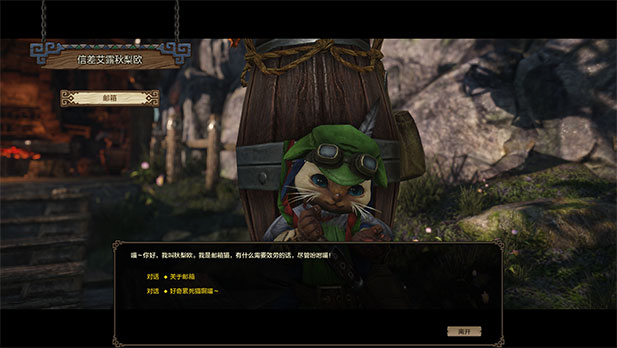 信差艾露秋梨欧
邮箱
喵~你好，我叫秋梨欧，我是邮箱猫，有什么需要效劳的话，尽管吩咐喵！
对话 ◆ 关于邮箱
对话 ◆ 好奇累死猫啊喵~
离开